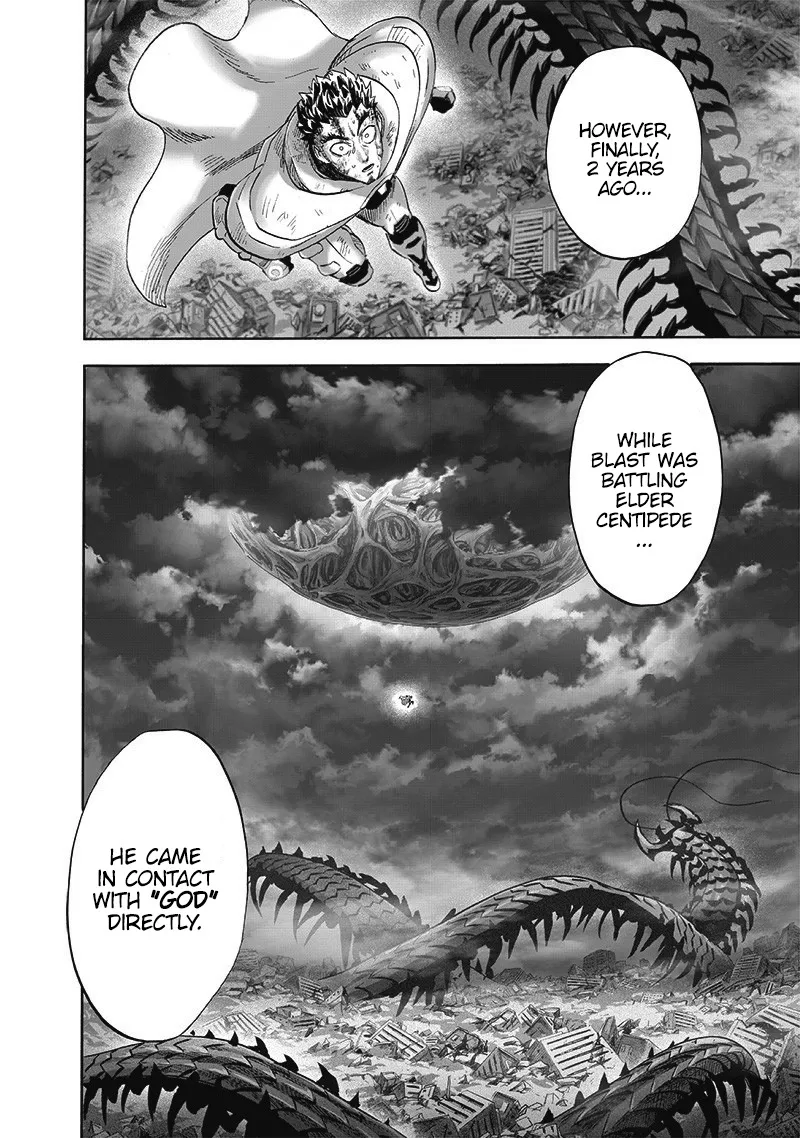 HOWEVER,
FINALLY,
2 YEARS
AGO...
WHILE
BLAST WAS
BATTLING
ELDER
CENTIPEDE
...
HE CAME
IN CONTACT
WITH "GOD"
DIRECTLY.